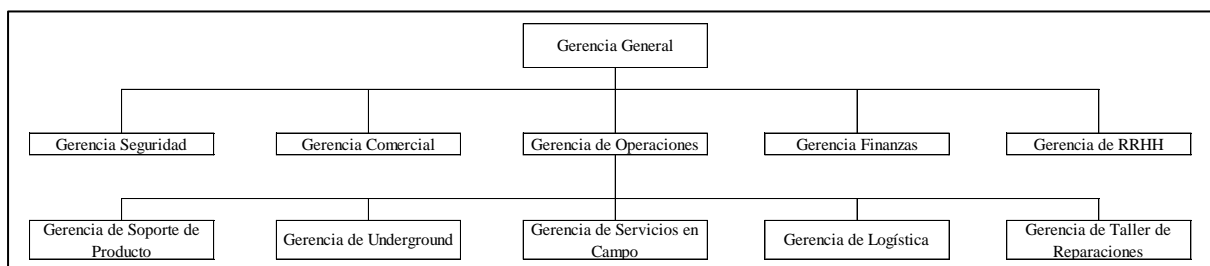 Gerencia General
Gerencia Seguridad
Gerencia Comercial
Gerencia de Operaciones
Gerencia Finanzas
Gerencia de RRHH
Gerencia de Soporte de
Producto
Gerencia de Underground
Gerencia de Servicios en
Campo
Gerencia de Logística
Gerencia de Taller de
Reparaciones